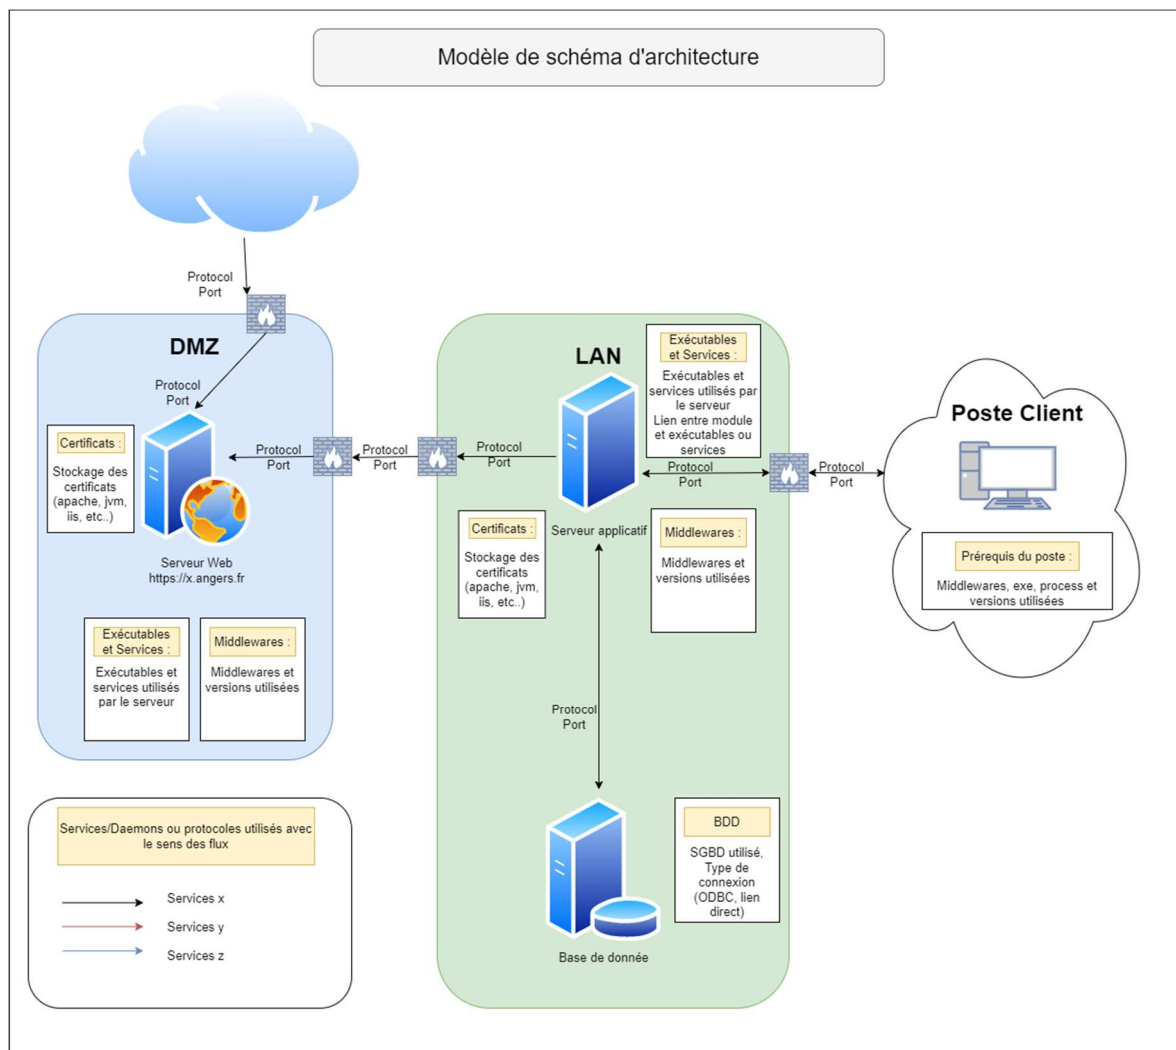 Modèle de schéma d'architecture
Protocol
Port
DMZ
Protocol
Port
Certificats :
Stockage des
certificats
(apache, jvm,
iis, etc..)
Serveur Web
https://x.angers.fr
Exécutables
et Services :
Exécutables et
services utilisés
par le serveur
Middlewares :
Middlewares et
versions utilisées
Protocol
Port
Protocol
Port
LAN
Exécutables
et Services :
Exécutables et
services utilisés par
le serveur
Lien entre module
et exécutables ou
services
Protocol
Port
Protocol
Port
Protocol
Port
Serveur applicatif
Certificats :
Stockage des
certificats
(apache, jvm,
iis, etc..)
Middlewares :
Middlewares et
versions utilisées
Poste Client
Prérequis du poste :
Middlewares, exe, process et
versions utilisées
Protocol
Port
BDD
SGBD utilisé,
Type de
connexion
(ODBC, lien
direct)
Base de donnée
Services/Daemons ou protocoles utilisés avec
le sens des flux
Services x
Services y
Services z